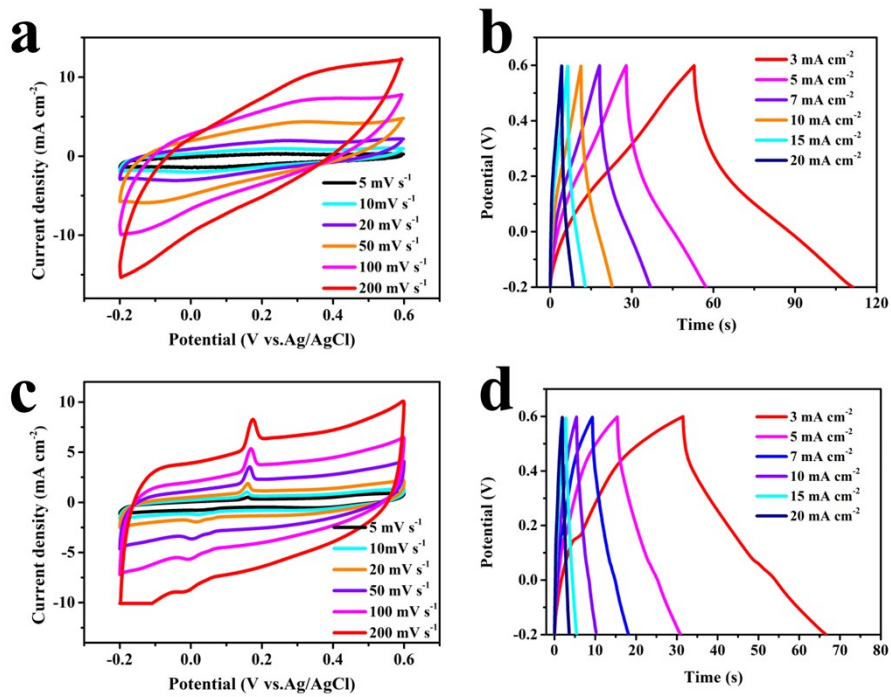 a
10
0
-10
-0.2 0.0 0.2 0.4 0.6
Current density (mA cm-2)
Potential (V vs.Ag/AgCl)
5 mV s-1
10mV s-1
20 mV s-1
50 mV s-1
100 mV s-1
200 mV s-1
b
0.6
0.4
0.2
0.0
-0.2
0 30 60 90 120
Potential (V)
Time (s)
3 mA cm-2
5 mA cm-2
7 mA cm-2
10 mA cm-2
15 mA cm-2
20 mA cm-2
c
10
5
0
-5
-10
-0.2 0.0 0.2 0.4 0.6
Current density (mA cm-2)
Potential (V vs.Ag/AgCl)
5 mV s-1
10mV s-1
20 mV s-1
50 mV s-1
100 mV s-1
200 mV s-1
d
0.6
0.4
0.2
0.0
-0.2
0 10 20 30 40 50 60 70 80
Potential (V)
Time (s)
3 mA cm-2
5 mA cm-2
7 mA cm-2
10 mA cm-2
15 mA cm-2
20 mA cm-2